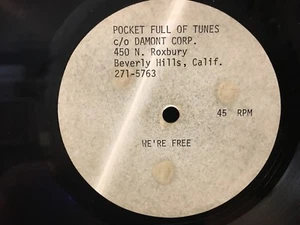 POCKET FULL OF TUNES
c/o DAMONT CORP.
450 N. Roxbury
Beverly Hills, Calif.
271-5763
45 RPM
WE'RE FREE